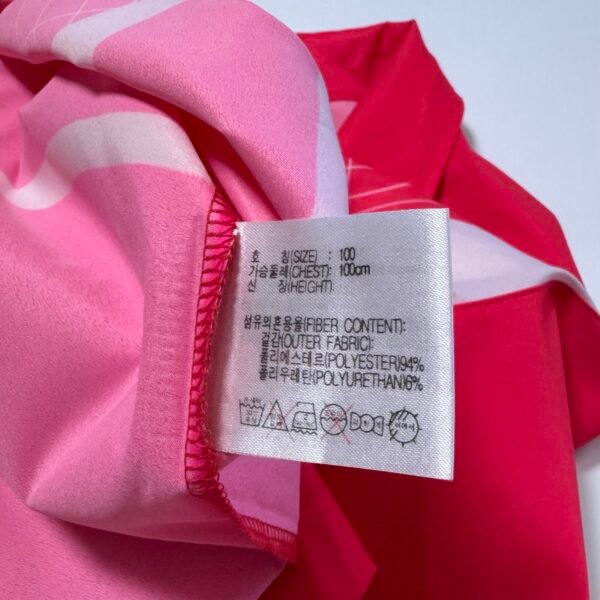 호 칭(SIZE) : 100
가슴둘레(CHEST): 100cm
신 장(HEIGHT):
섬유의혼용율(FIBER CONTENT):
겉감(OUTER FABRIC):
폴리에스테르(POLYESTER)94%
폴리우레탄(POLYURETHAN)6%